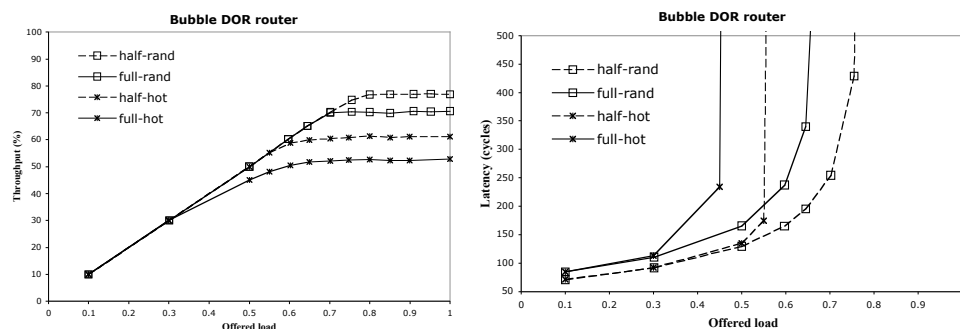 Bubble DOR router
half-rand
full-rand
half-hot
full-hot
Throughput (%)
100
90
80
70
60
50
40
30
20
10
0
0 0.1 0.2 0.3 0.4 0.5 0.6 0.7 0.8 0.9 1
Offered load
Bubble DOR router
half-rand
full-rand
half-hot
full-hot
Latency (cycles)
500
450
400
350
300
250
200
150
100
50
0 0.1 0.2 0.3 0.4 0.5 0.6 0.7 0.8 0.9 1
Offered load